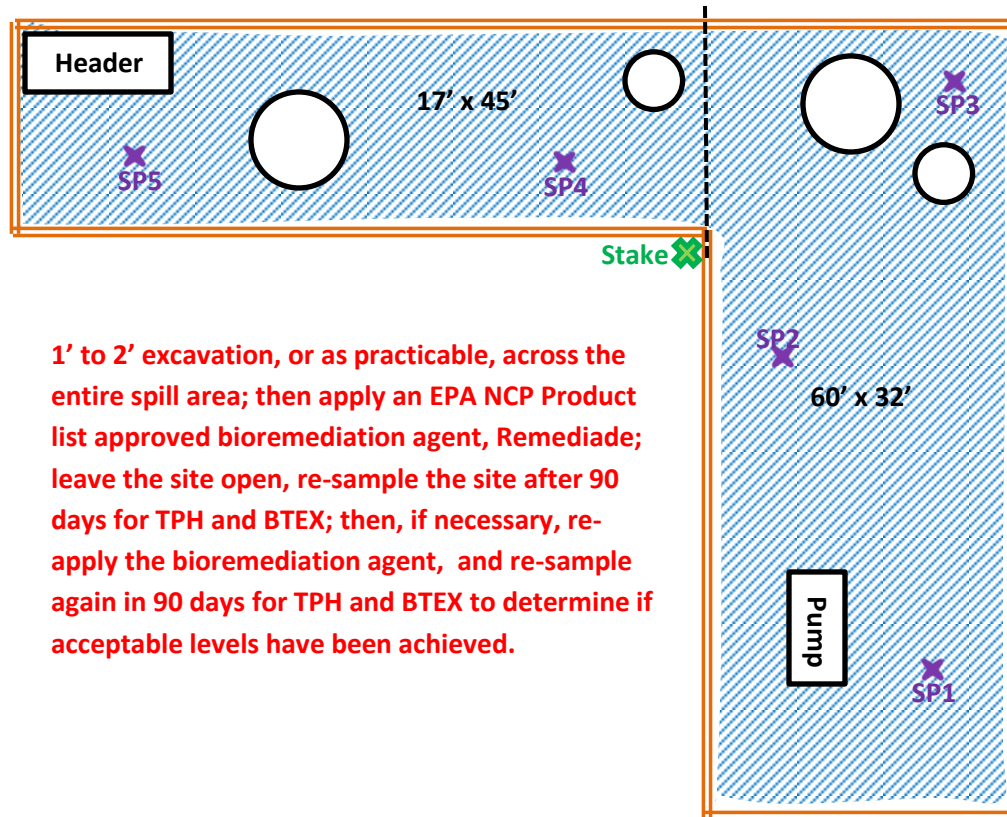 Header
17’ x 45’
SP3
SP5
SP4
Stake
SP2
60’ x 32’
1’ to 2’ excavation, or as practicable, across the
entire spill area; then apply an EPA NCP Product
list approved bioremediation agent, Remediade;
leave the site open, re-sample the site after 90
days for TPH and BTEX; then, if necessary, re-
apply the bioremediation agent,  and re-sample
again in 90 days for TPH and BTEX to determine if
acceptable levels have been achieved.
Pump
SP1